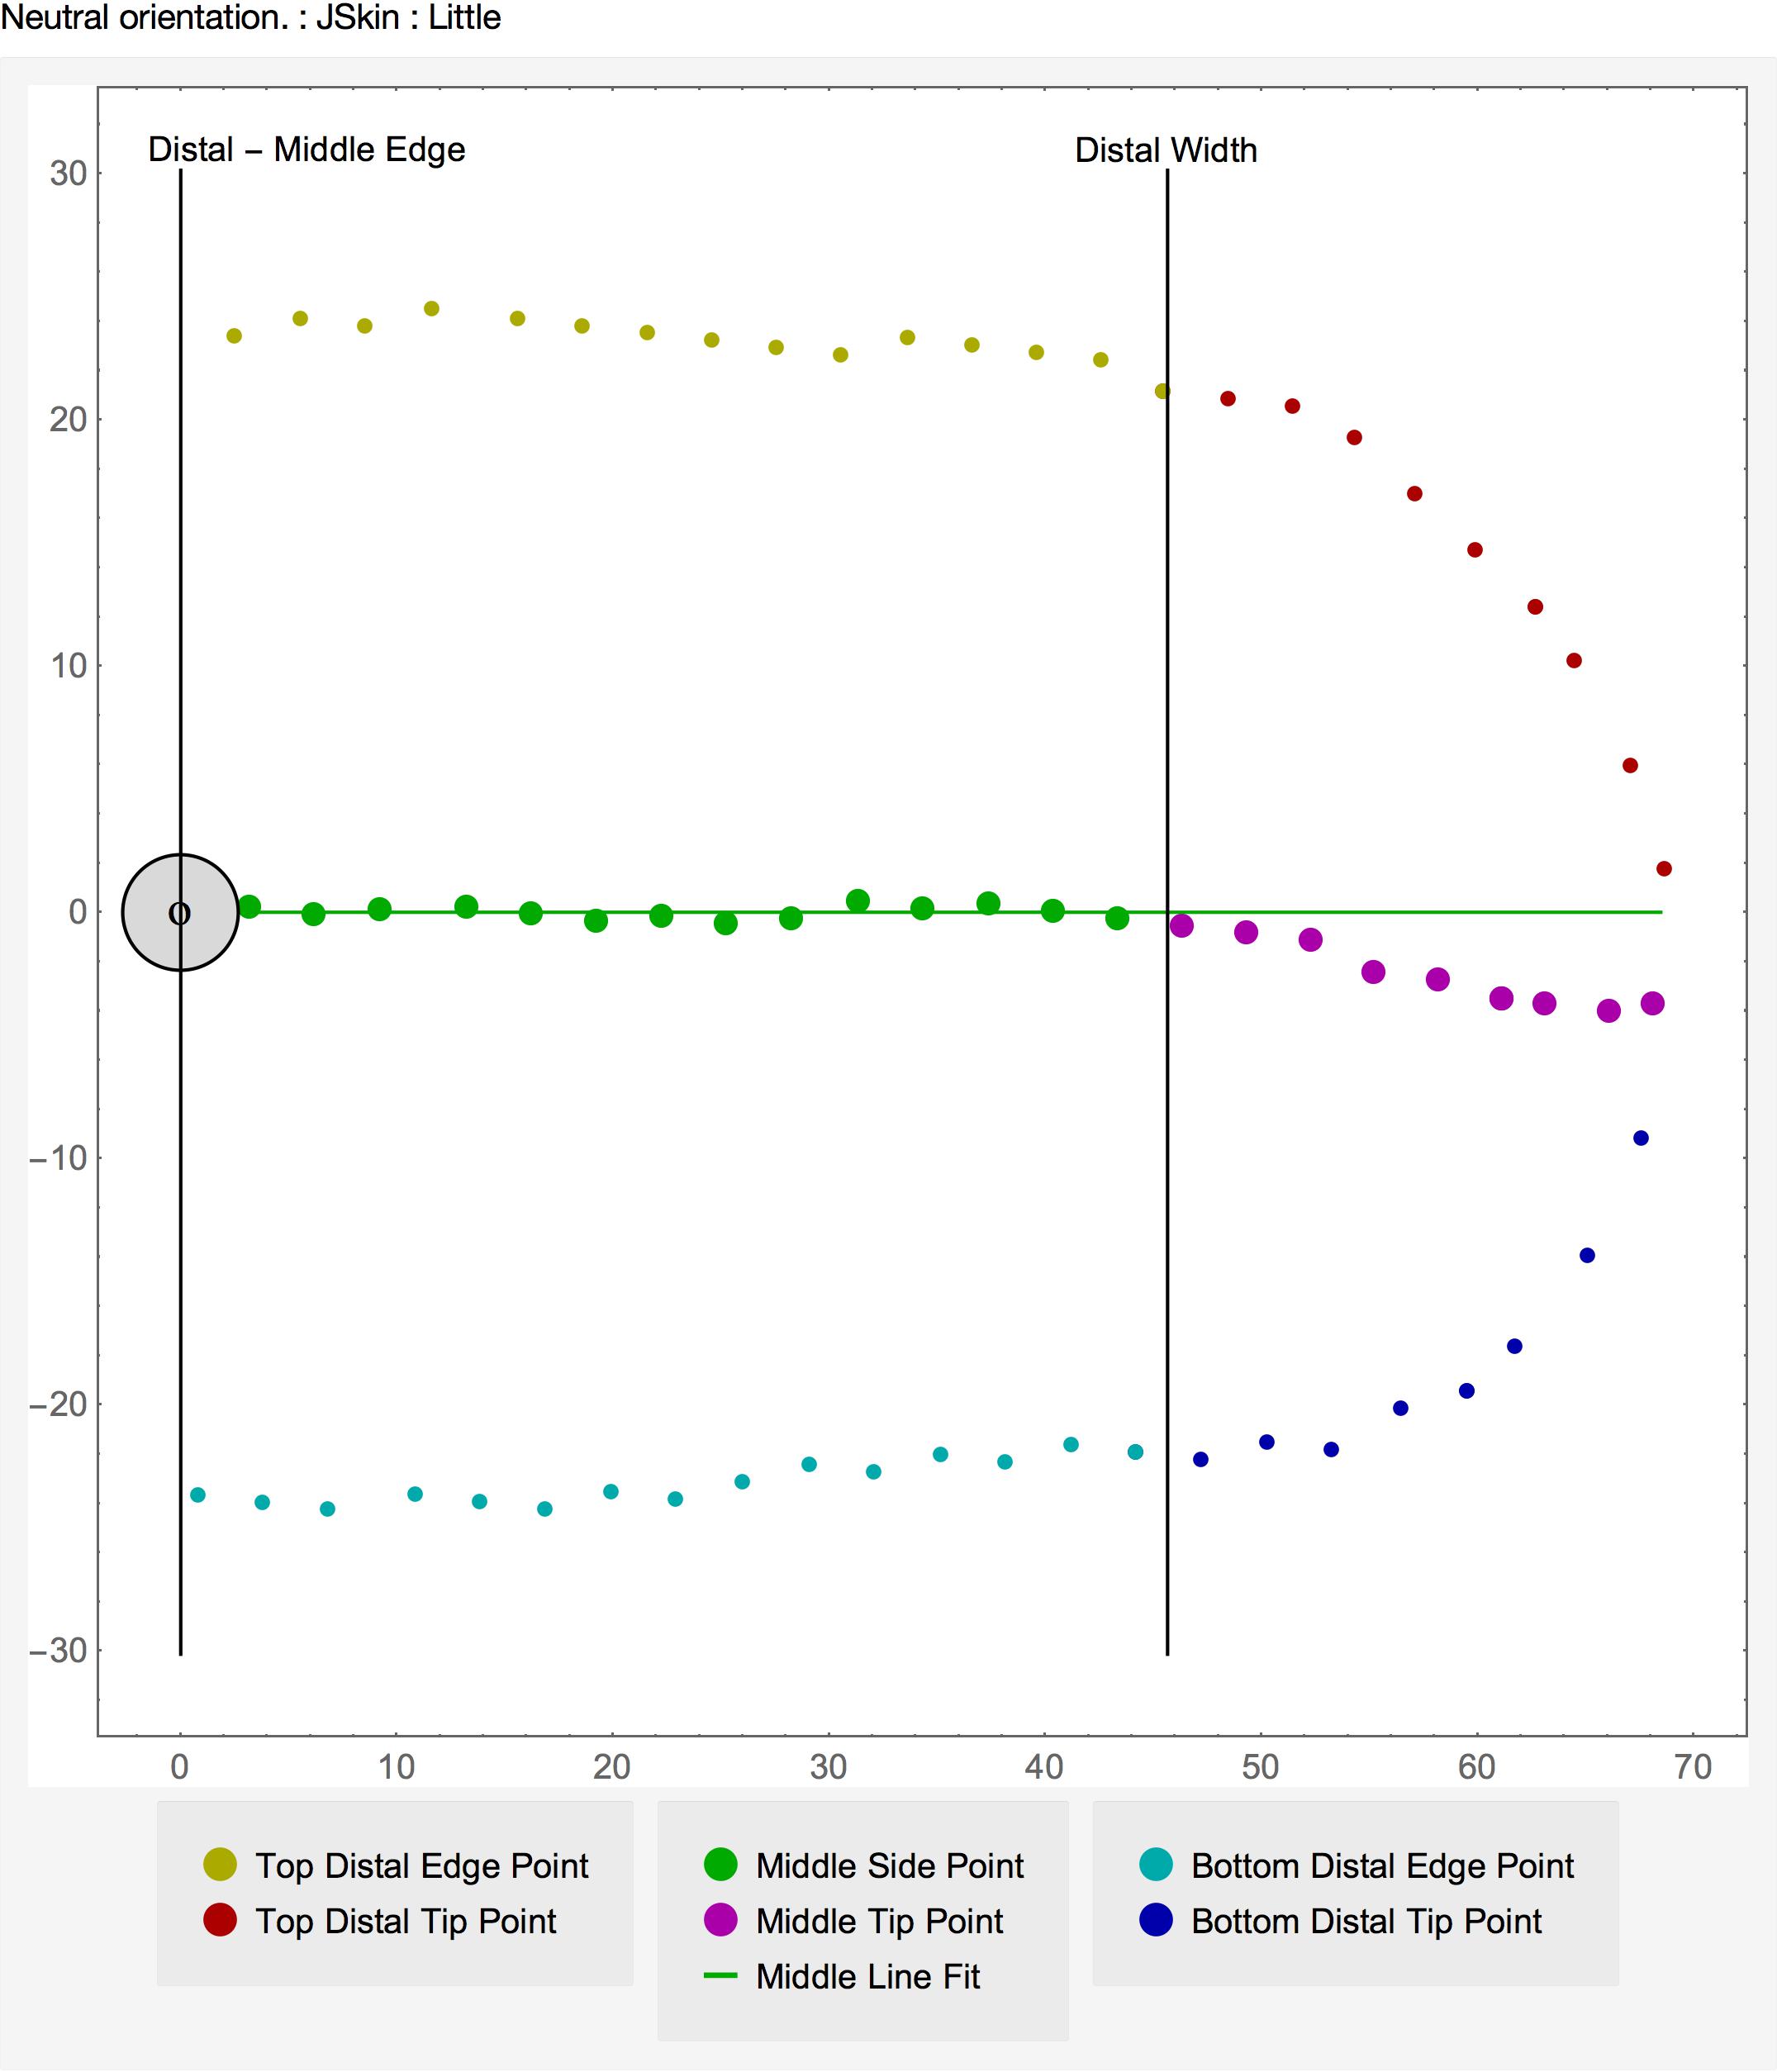 Neutral orientation. : JSkin : Little
Distal – Middle Edge
Distal Width
30
20
10
0
−10
−20
−30
O
0 10 20 30 40 50 60 70
Top Distal Edge Point
Top Distal Tip Point
Middle Side Point
Middle Tip Point
Middle Line Fit
Bottom Distal Edge Point
Bottom Distal Tip Point